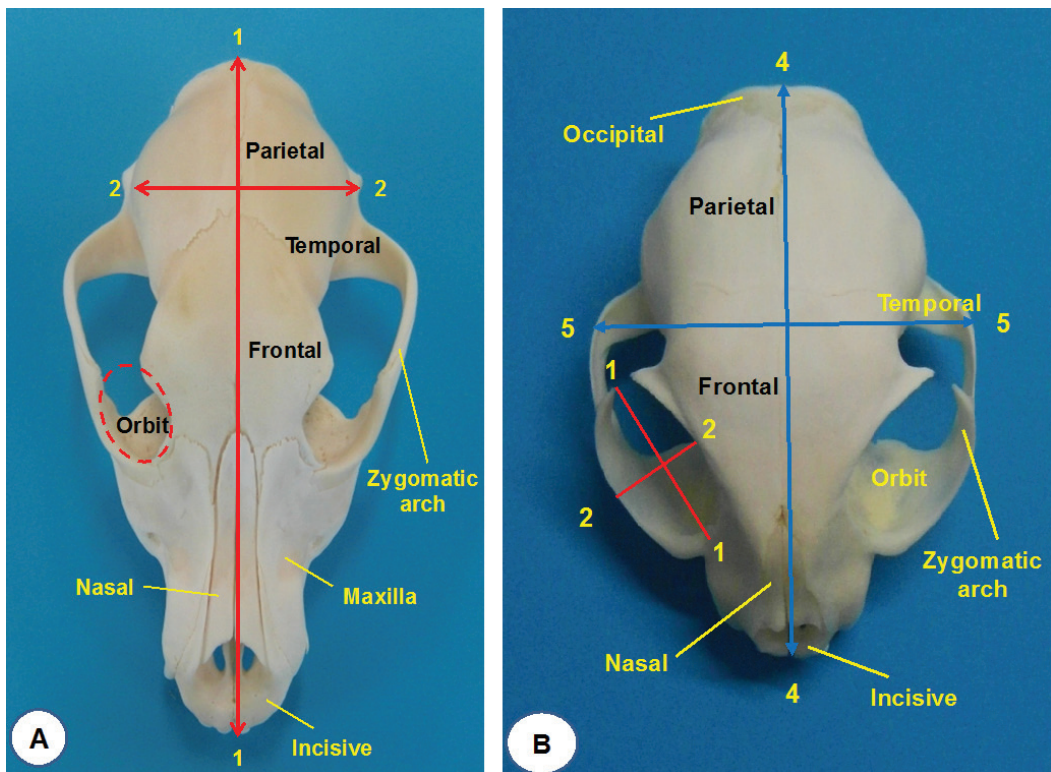 1
Parietal
2
2
Temporal
Frontal
Orbit
Zygomatic
arch
Nasal
Maxilla
Incisive
1
A
4
Occipital
Parietal
Temporal
5
5
1
Frontal
2
Orbit
2
1
Zygomatic
arch
Nasal
Incisive
4
B